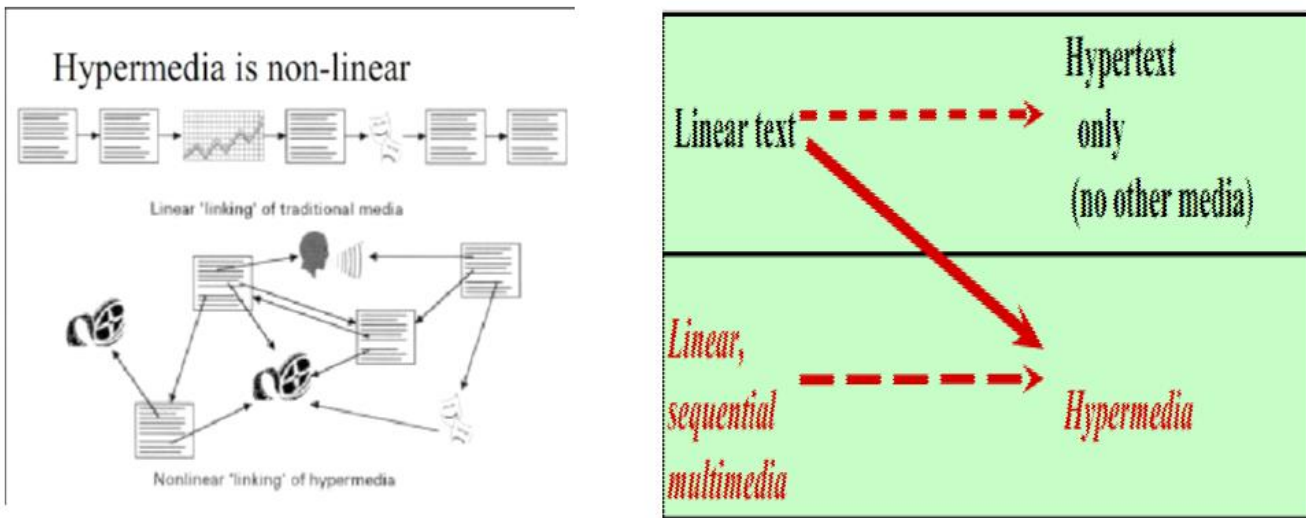 Hypermedia is non-linear
Linear 'linking' of traditional media
Nonlinear 'linking' of hypermedia
Linear text
Hypertext
only
(no other media)
Linear,
sequential
multimedia
Hypermedia